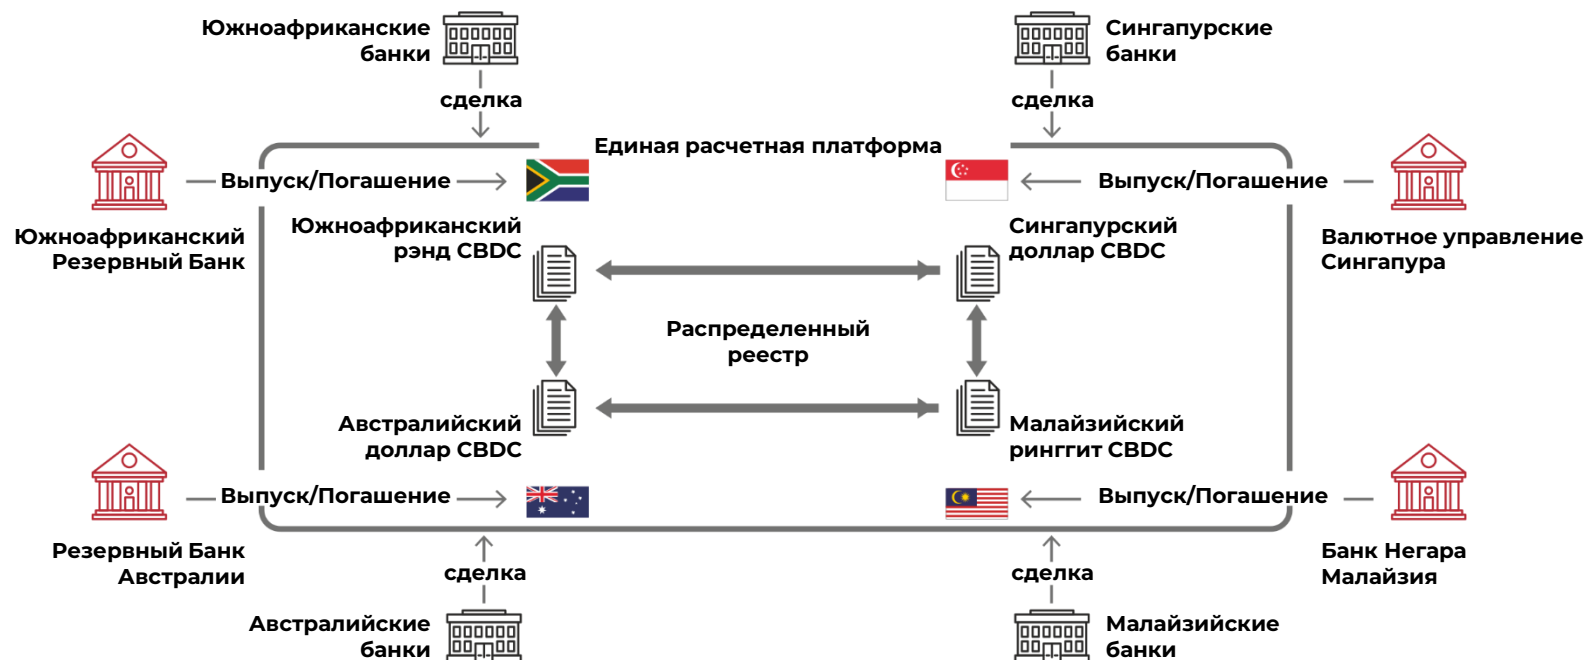 Южноафриканские
банки
Сингапурские
банки
сделка
сделка
Единая расчетная платформа
Выпуск/Погашение
Выпуск/Погашение
Южноафриканский
Резервный Банк
Южноафриканский
рэнд CBDC
Сингапурский
доллар CBDC
Валютное управление
Сингапура
Распределенный
реестр
Австралийский
доллар CBDC
Малайзийский
ринггит CBDC
Выпуск/Погашение
Выпуск/Погашение
Резервный Банк
Австралии
Банк Негара
Малайзия
сделка
сделка
Австралийские
банки
Малайзийские
банки